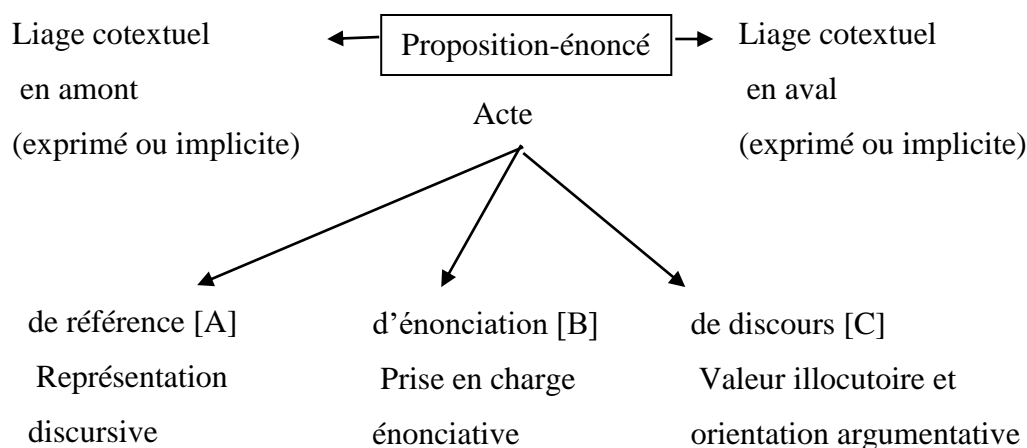 Liage cotextuel
en amont
(exprimé ou implicite)
Proposition-énoncé
Liage cotextuel
en aval
(exprimé ou implicite)
Acte
de référence [A]
Représentation
discursive
d’énonciation [B]
Prise en charge
énonciative
de discours [C]
Valeur illocutoire et
orientation argumentative